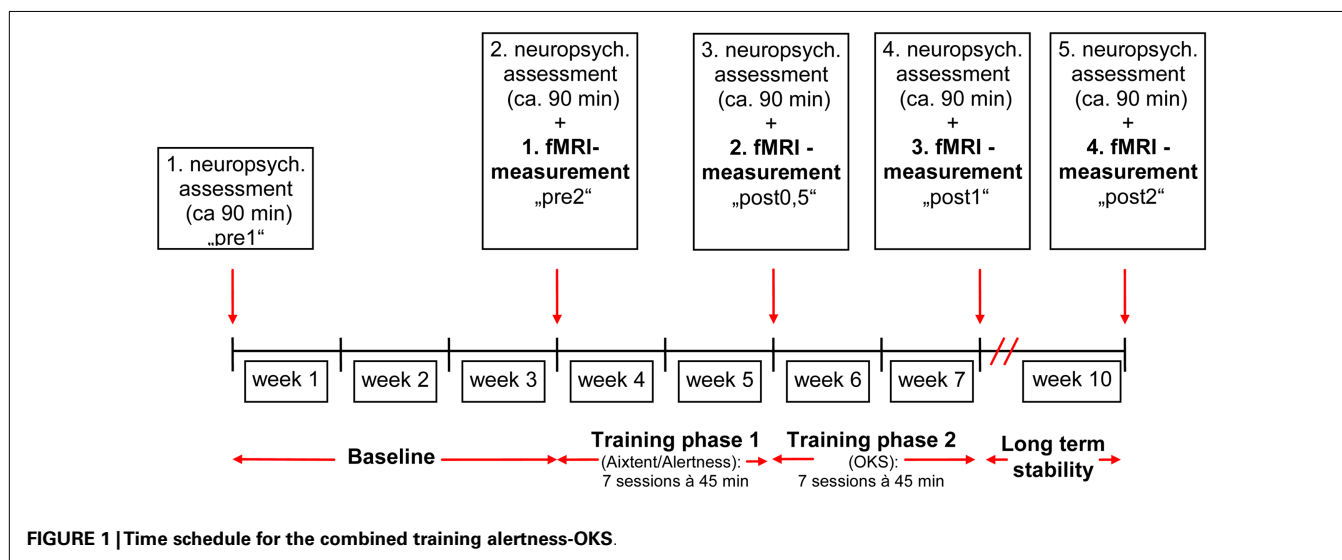 1. neuropsych.
assessment
(ca 90 min)
„pre1“
2. neuropsych.
assessment
(ca. 90 min)
+
1. fMRI-
measurement
„pre2“
3. neuropsych.
assessment
(ca. 90 min)
+
2. fMRI -
measurement
„post0,5“
4. neuropsych.
assessment
(ca. 90 min)
+
3. fMRI -
measurement
„post1“
5. neuropsych.
assessment
(ca. 90 min)
+
4. fMRI -
measurement
„post2“
week 1
week 2
week 3
week 4
week 5
week 6
week 7
week 10
Baseline
Training phase 1
(Aixtent/Alertness):
7 sessions à 45 min
Training phase 2
(OKS):
7 sessions à 45 min
Long term
stability
FIGURE 1 | Time schedule for the combined training alertness-OKS.